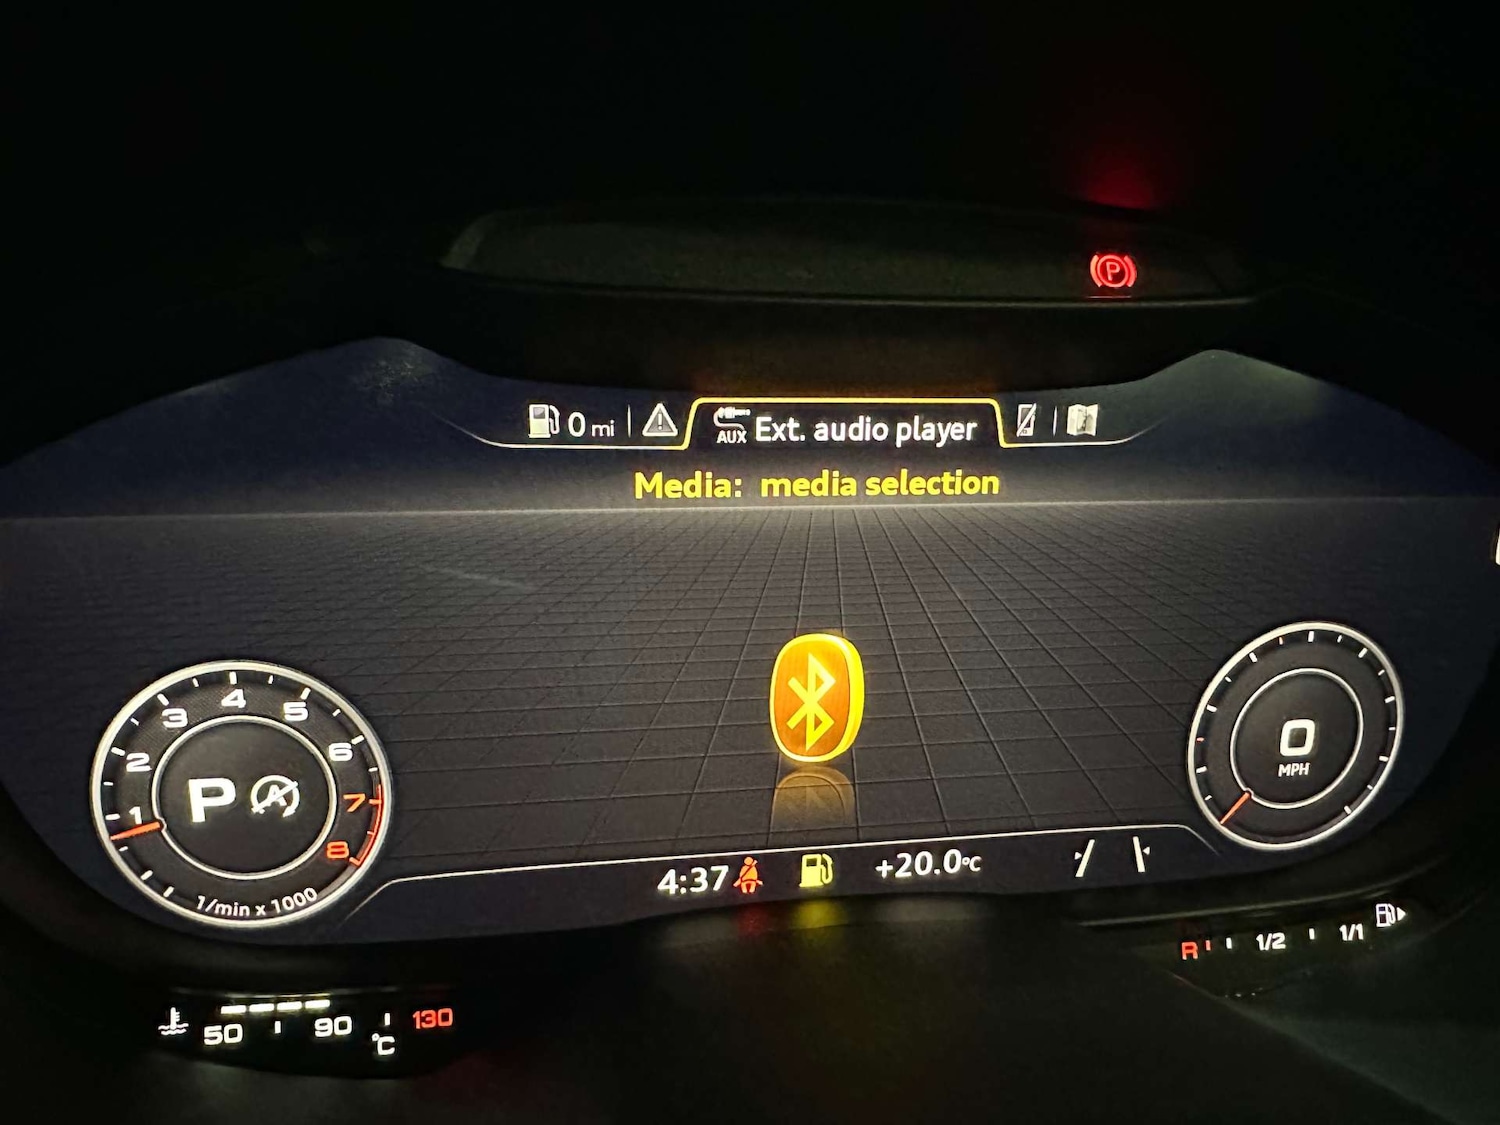 P
0 mi
AUX Ext. audio player
Media: media selection
1 2 3 4 5 6 7 8
P A
1/min x 1000
0
MPH
4:37 +20.0°C
50 90 130
°C
R 1/2 1/1